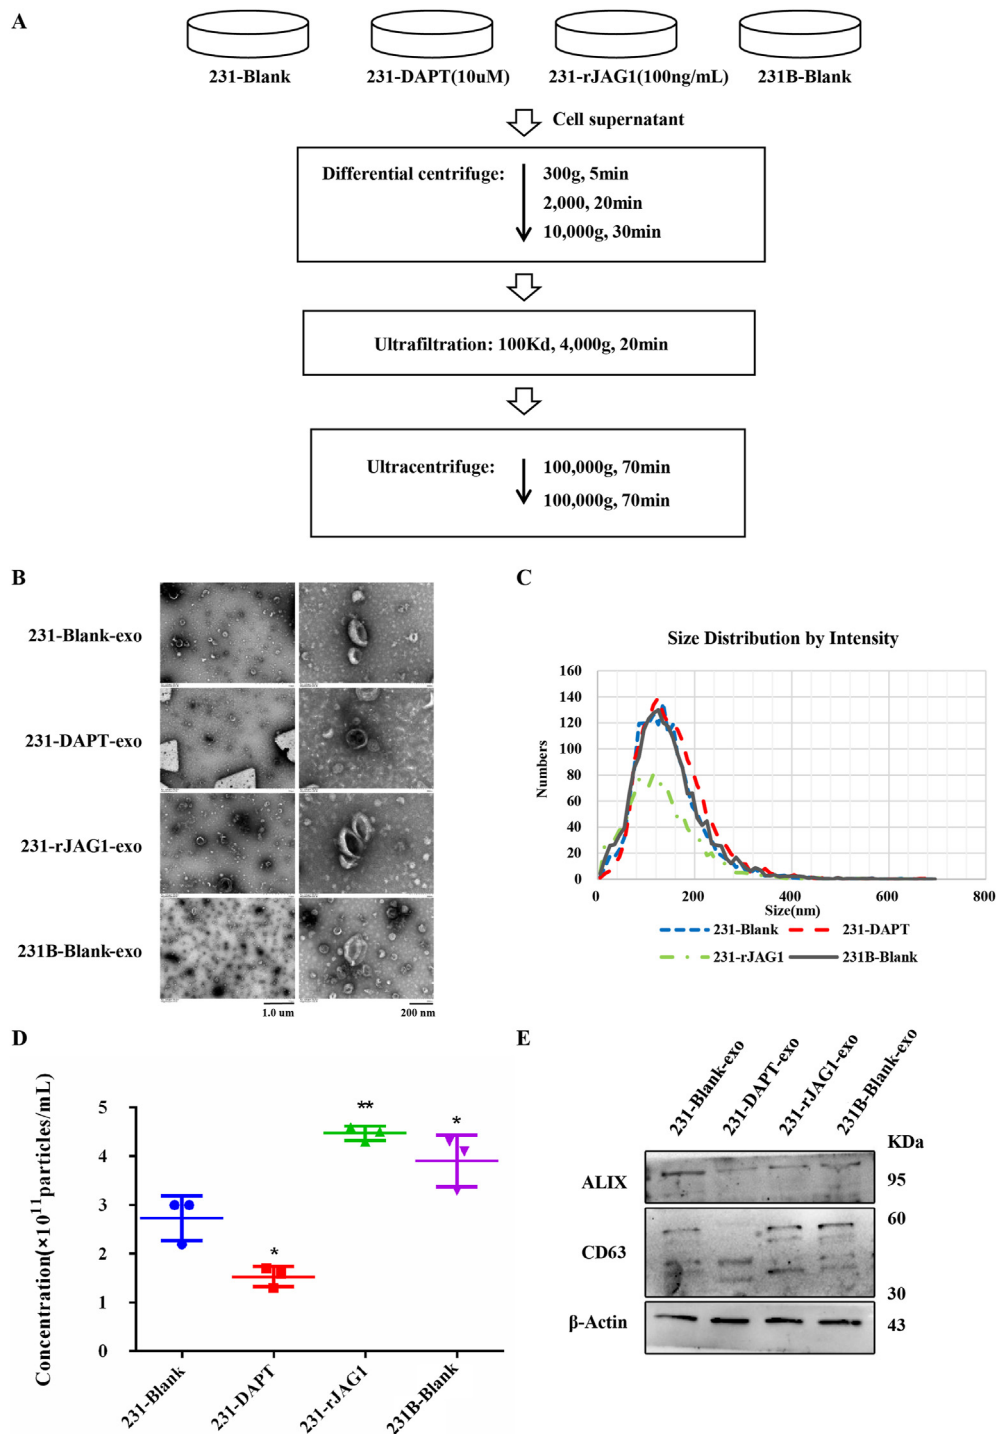 A
231-Blank
231-DAPT(10uM)
231-rJAG1(100ng/mL)
231B-Blank
Cell supernatant
Differential centrifuge:
300g, 5min
2,000, 20min
10,000g, 30min
Ultrafiltration: 100Kd, 4,000g, 20min
Ultracentrifuge:
100,000g, 70min
100,000g, 70min
B
231-Blank-exo
231-DAPT-exo
231-rJAG1-exo
231B-Blank-exo
1.0 um
200 nm
C
Size Distribution by Intensity
Numbers
160
140
120
100
80
60
40
20
0
0
200
400
600
800
Size(nm)
231-Blank
231-DAPT
231-rJAG1
231B-Blank
D
Concentration(×10¹¹particles/mL)
5
4
3
2
1
0
*
**
*
231-Blank
231-DAPT
231-rJAG1
231B-Blank
E
231-Blank-exo
231-DAPT-exo
231-rJAG1-exo
231B-Blank-exo
KDa
ALIX
95
CD63
60
30
β-Actin
43